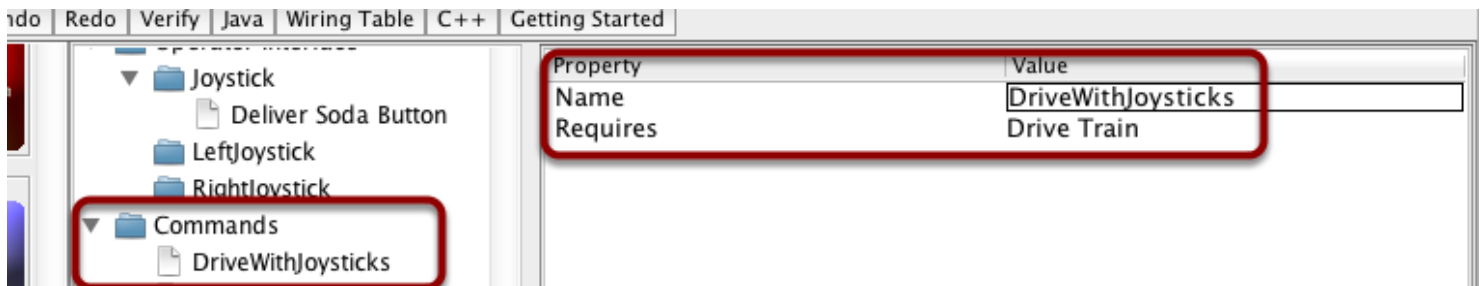 Redo Verify Java Wiring Table C++ Getting Started
Joystick
Deliver Soda Button
LeftJoystick
RightJoystick
Commands
DriveWithJoysticks
Property Value
Name DriveWithJoysticks
Requires Drive Train